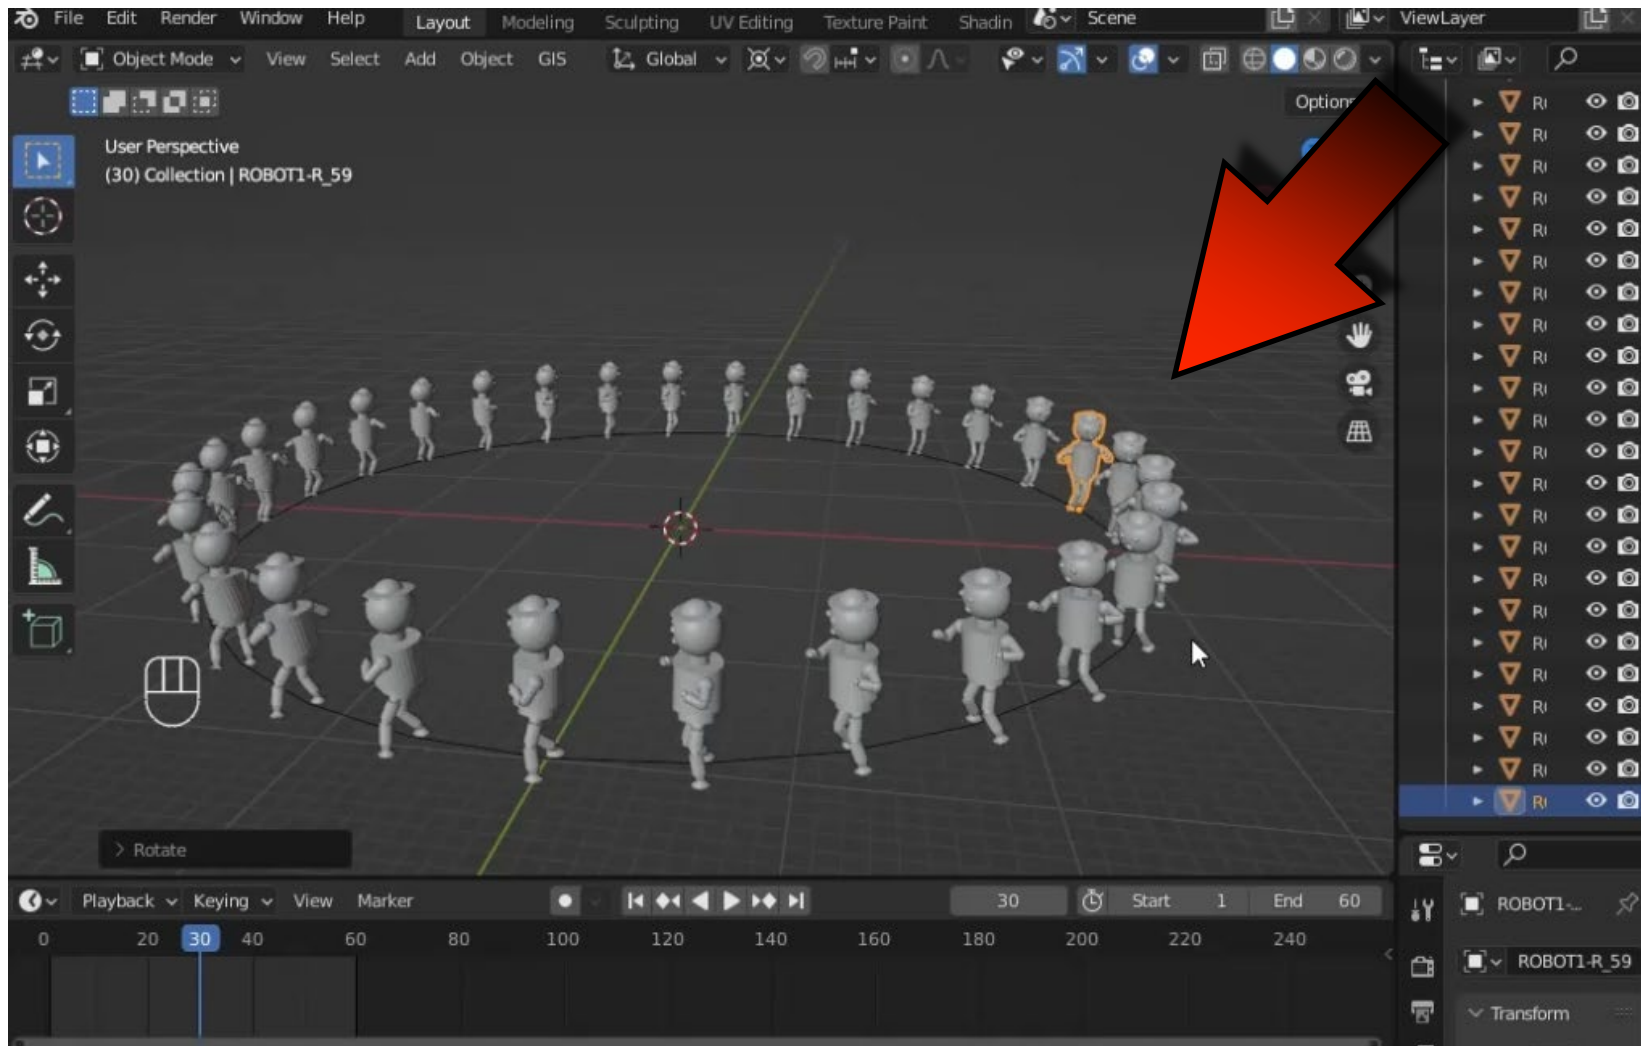 File Edit Render Window Help Layout Modeling Sculpting UV Editing Texture Paint Shadin Scene ViewLayer
Object Mode View Select Add Object GIS Global
Options
User Perspective
(30) Collection | ROBOT1-R_59
Rotate
Playback Keying View Marker 30 Start 1 End 60
0 20 30 40 60 80 100 120 140 160 180 200 220 240
ROBOT1-...
ROBOT1-R_59
Transform